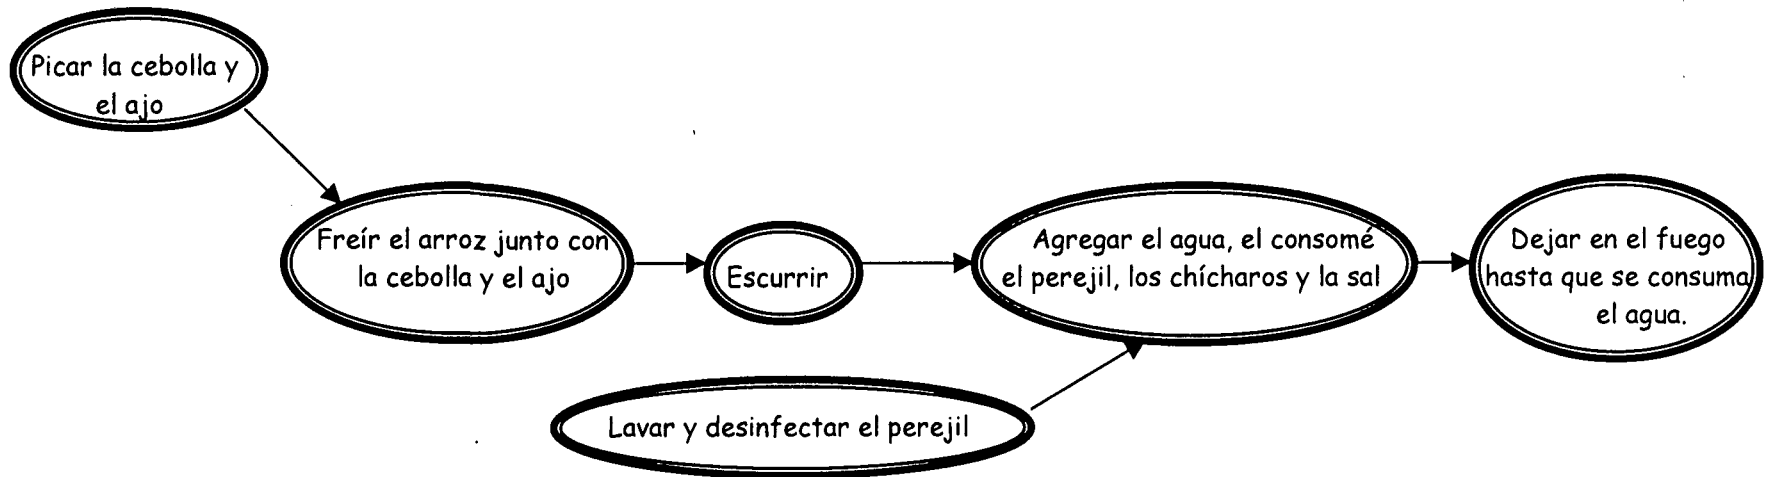 Picar la cebolla y
el ajo
Freír el arroz junto con
la cebolla y el ajo
Escurrir
Agregar el agua, el consomé
el perejil, los chícharos y la sal
Dejar en el fuego
hasta que se consuma
el agua.
Lavar y desinfectar el perejil